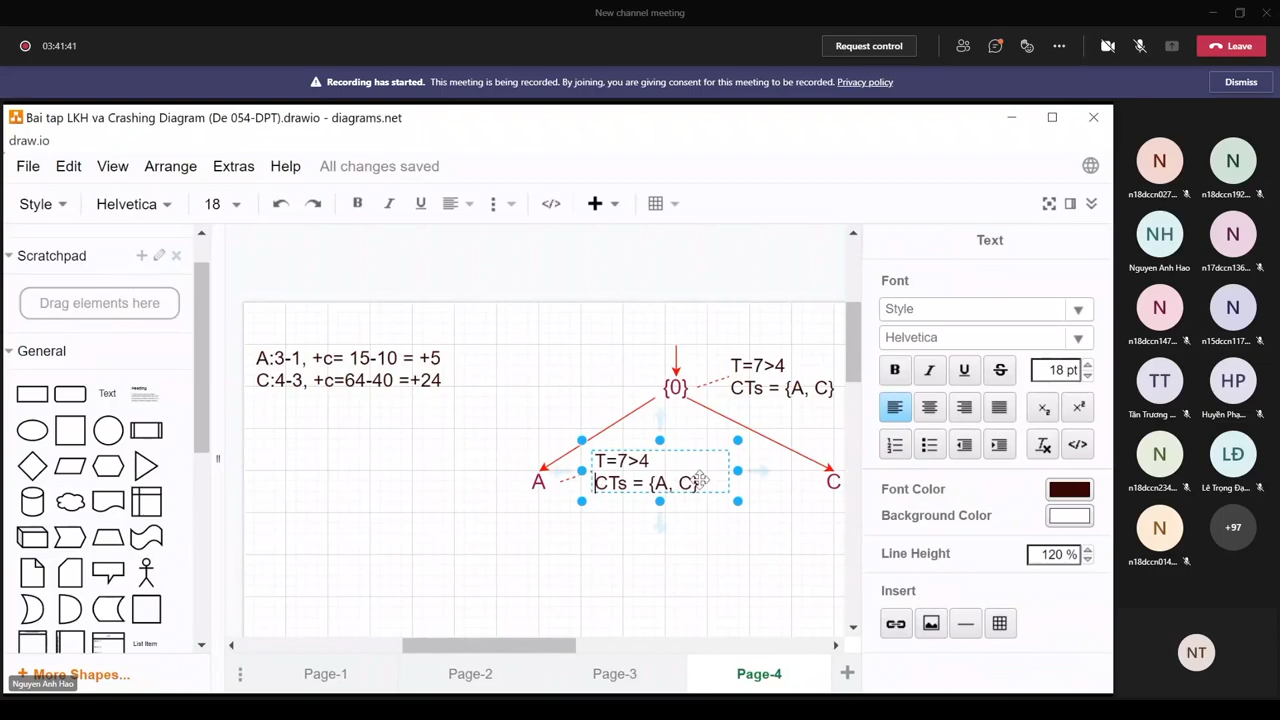 New channel meeting
03:41:41
Request control
Leave
Recording has started. This meeting is being recorded. By joining, you are giving consent for this meeting to be recorded. Privacy policy
Dismiss
Bai tap LKH va Crashing Diagram (De 054-DPT).drawio - diagrams.net
draw.io
File Edit View Arrange Extras Help All changes saved
Style Helvetica 18 B I U
Scratchpad
Drag elements here
General
Text
Heading
List Item
+ More Shapes...
Nguyen Anh Hao
A:3-1, +c= 15-10 = +5
C:4-3, +c=64-40 =+24
{0}
T=7>4
CTs = {A, C}
A
T=7>4
CTs = {A, C}
C
Page-1 Page-2 Page-3 Page-4
Text
Font
Style
Helvetica
B I U S 18 pt
Font Color
Background Color
Line Height 120 %
Insert
N N
n18dccn027... n18dccn192...
NH N
Nguyen Anh Hao n17dccn136...
N N
n18dccn147... n15dccn117...
TT HP
Tân Trương ... Huyền Phạ...
N LĐ
n18dccn234... Lê Trọng Đạ...
N +97
n18dccn014...
NT